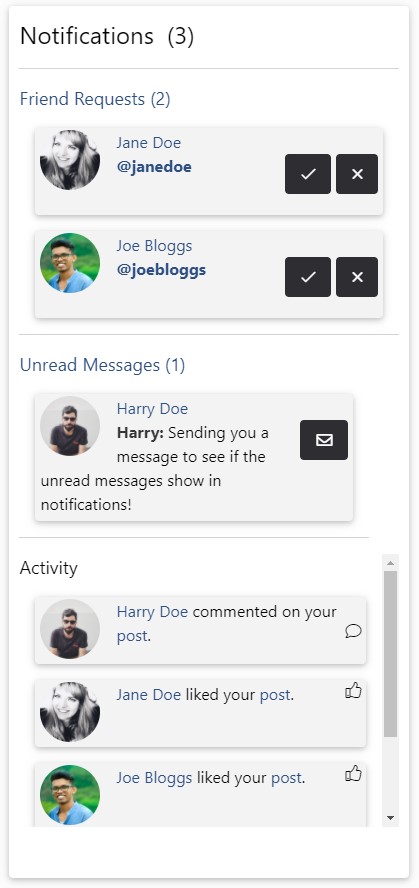 Notifications (3)
Friend Requests (2)
Jane Doe
@janedoe
Joe Bloggs
@joebloggs
Unread Messages (1)
Harry Doe
Harry: Sending you a
message to see if the
unread messages show in
notifications!
Activity
Harry Doe commented on your
post.
Jane Doe liked your post.
Joe Bloggs liked your post.